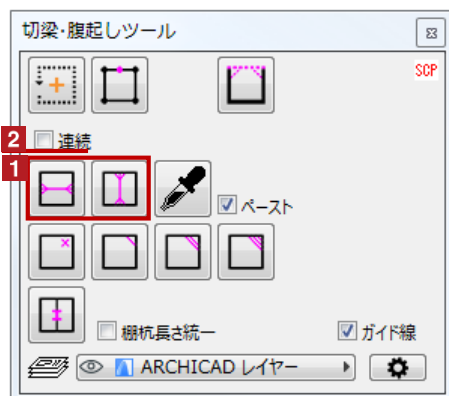 切梁・腹起しツール
SCP
2 連続
1
ペースト
棚杭長さ統一 ガイド線
ARCHICAD レイヤー